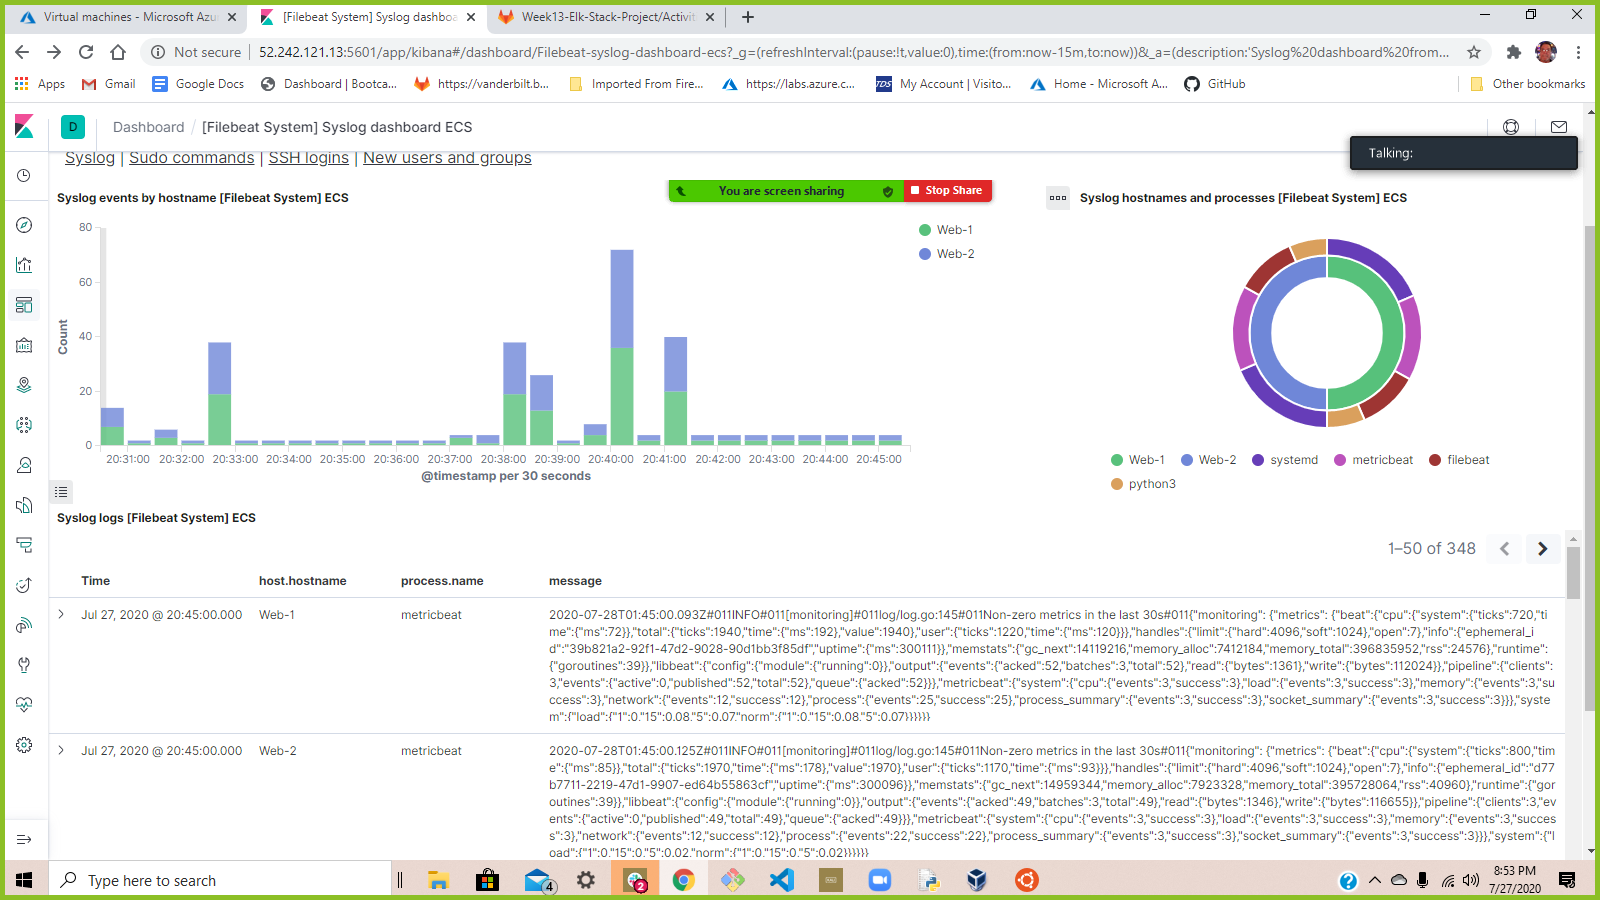 Virtual machines - Microsoft Azu
[Filebeat System] Syslog dashboa
Week13-Elk-Stack-Project/Activit
Not secure
52.242.121.13:5601/app/kibana#/dashboard/Filebeat-syslog-dashboard-ecs?_g=(refreshInterval:(pause:!t,value:0),time:(from:now-15m,to:now))&_a=(description:'Syslog%20dashboard%20from...
Apps
Gmail
Google Docs
Dashboard | Bootca...
https://vanderbilt.b...
Imported From Fire...
https://labs.azure.c...
TDS
My Account | Visito...
Home - Microsoft A...
GitHub
Other bookmarks
D
Dashboard / [Filebeat System] Syslog dashboard ECS
Talking:
Syslog | Sudo commands | SSH logins | New users and groups
You are screen sharing
Stop Share
Syslog events by hostname [Filebeat System] ECS
80
60
40
20
0
Count
20:31:00 20:32:00 20:33:00 20:34:00 20:35:00 20:36:00 20:37:00 20:38:00 20:39:00 20:40:00 20:41:00 20:42:00 20:43:00 20:44:00 20:45:00
@timestamp per 30 seconds
Web-1
Web-2
Syslog hostnames and processes [Filebeat System] ECS
Web-1 Web-2 systemd metricbeat filebeat
python3
Syslog logs [Filebeat System] ECS
1–50 of 348
Time host.hostname process.name message
Jul 27, 2020 @ 20:45:00.000 Web-1 metricbeat
2020-07-28T01:45:00.093Z#011INFO#011[monitoring]#011log/log.go:145#011Non-zero metrics in the last 30s#011{"monitoring": {"metrics": {"beat":{"cpu":{"system":{"ticks":720,"ti
me":{"ms":72}},"total":{"ticks":1940,"time":{"ms":192},"value":1940},"user":{"ticks":1220,"time":{"ms":120}}},"handles":{"limit":{"hard":4096,"soft":1024},"open":7},"info":{"ephemeral_i
d":"39b821a2-92f1-47d2-9028-90d1bb3f85df","uptime":{"ms":300111}},"memstats":{"gc_next":14119216,"memory_alloc":7412184,"memory_total":396835952,"rss":24576},"runtime":
{"goroutines":39}},"libbeat":{"config":{"module":{"running":0}},"output":{"events":{"acked":52,"batches":3,"total":52},"read":{"bytes":1361},"write":{"bytes":112024}},"pipeline":{"clients":
3,"events":{"active":0,"published":52,"total":52},"queue":{"acked":52}}},"metricbeat":{"system":{"cpu":{"events":3,"success":3},"load":{"events":3,"success":3},"memory":{"events":3,"su
ccess":3},"network":{"events":12,"success":12},"process":{"events":25,"success":25},"process_summary":{"events":3,"success":3},"socket_summary":{"events":3,"success":3}}},"syste
m":{"load":{"1":0,"15":0.08,"5":0.07,"norm":{"1":0,"15":0.08,"5":0.07}}}}}}
Jul 27, 2020 @ 20:45:00.000 Web-2 metricbeat
2020-07-28T01:45:00.125Z#011INFO#011[monitoring]#011log/log.go:145#011Non-zero metrics in the last 30s#011{"monitoring": {"metrics": {"beat":{"cpu":{"system":{"ticks":800,"time
":{"ms":85}},"total":{"ticks":1970,"time":{"ms":178},"value":1970},"user":{"ticks":1170,"time":{"ms":93}}},"handles":{"limit":{"hard":4096,"soft":1024},"open":7},"info":{"ephemeral_id":"d77
b7711-2219-47d1-9907-ed64b55863cf","uptime":{"ms":300096}},"memstats":{"gc_next":14959344,"memory_alloc":7923328,"memory_total":395728064,"rss":40960},"runtime":{"gor
outines":39}},"libbeat":{"config":{"module":{"running":0}},"output":{"events":{"acked":49,"batches":3,"total":49},"read":{"bytes":1346},"write":{"bytes":116655}},"pipeline":{"clients":3,"eve
nts":{"active":0,"published":49,"total":49},"queue":{"acked":49}}},"metricbeat":{"system":{"cpu":{"events":3,"success":3},"load":{"events":3,"success":3},"memory":{"events":3,"succes
s":3},"network":{"events":12,"success":12},"process":{"events":22,"success":22},"process_summary":{"events":3,"success":3},"socket_summary":{"events":3,"success":3}}},"system":{"l
oad":{"1":0,"15":0,"5":0.02,"norm":{"1":0,"15":0,"5":0.02}}}}}}
Type here to search
4
2
8:53 PM
7/27/2020